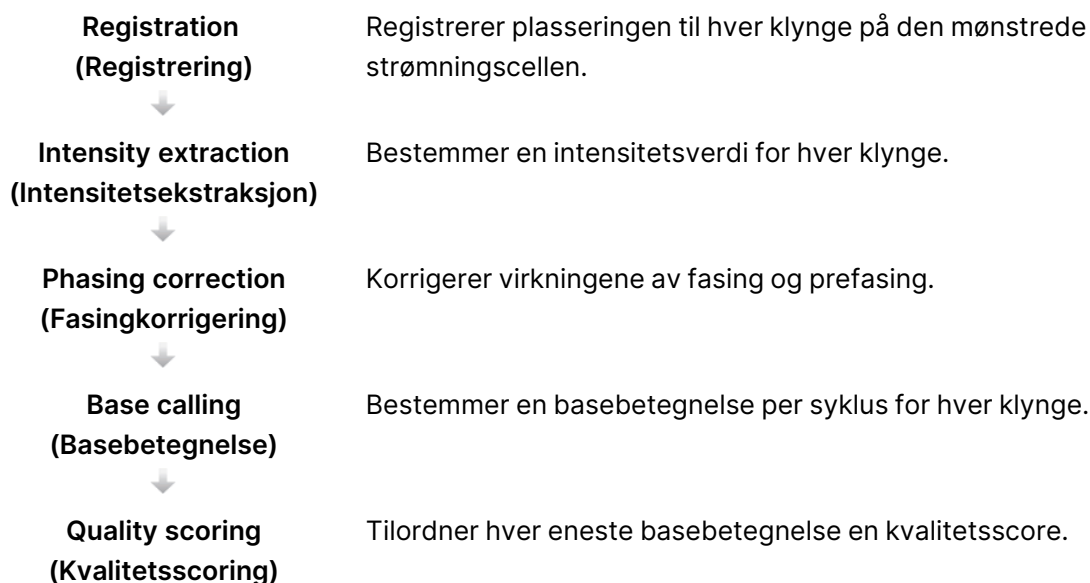 Registration
(Registrering)
Registrerer plasseringen til hver klynge på den mønstrede
strømningscellen.
Intensity extraction
(Intensitetsekstraksjon)
Bestemmer en intensitetsverdi for hver klynge.
Phasing correction
(Fasingkorrigering)
Korrigerer virkningene av fasing og prefasing.
Base calling
(Basebetegnelse)
Bestemmer en basebetegnelse per syklus for hver klynge.
Quality scoring
(Kvalitetsscoring)
Tilordner hver eneste basebetegnelse en kvalitetsscore.